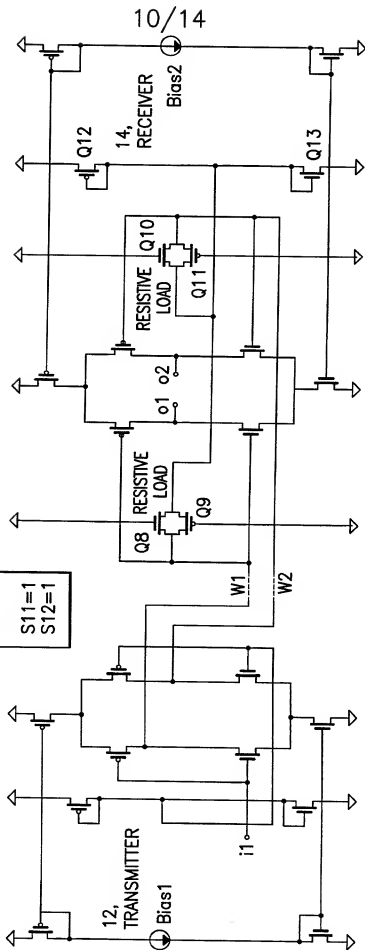 10/14
S11=1
S12=1
12,
TRANSMITTER
Bias1
i1
W1
W2
RESISTIVE
LOAD
Q8
Q9
o1
o2
RESISTIVE
LOAD
Q10
Q11
Q12
14,
RECEIVER
Q13
Bias2